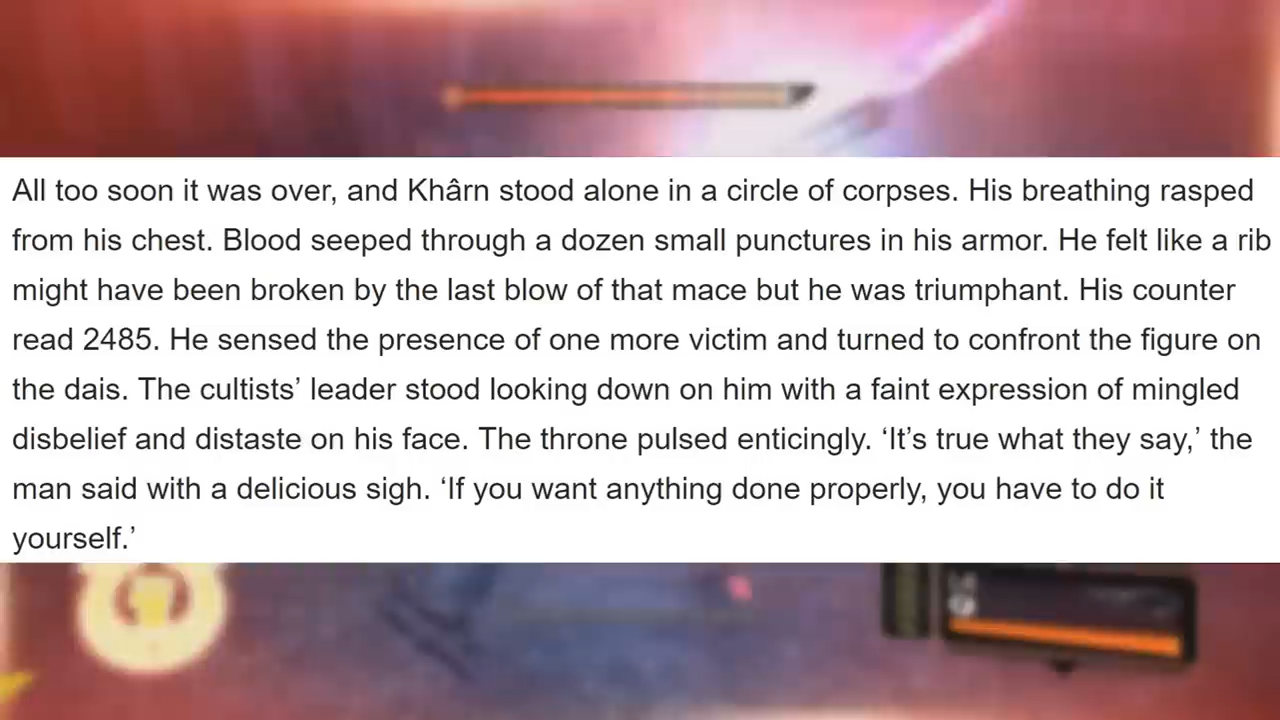 All too soon it was over, and Khârn stood alone in a circle of corpses. His breathing rasped
from his chest. Blood seeped through a dozen small punctures in his armor. He felt like a rib
might have been broken by the last blow of that mace but he was triumphant. His counter
read 2485. He sensed the presence of one more victim and turned to confront the figure on
the dais. The cultists’ leader stood looking down on him with a faint expression of mingled
disbelief and distaste on his face. The throne pulsed enticingly. ‘It’s true what they say,’ the
man said with a delicious sigh. ‘If you want anything done properly, you have to do it
yourself.’